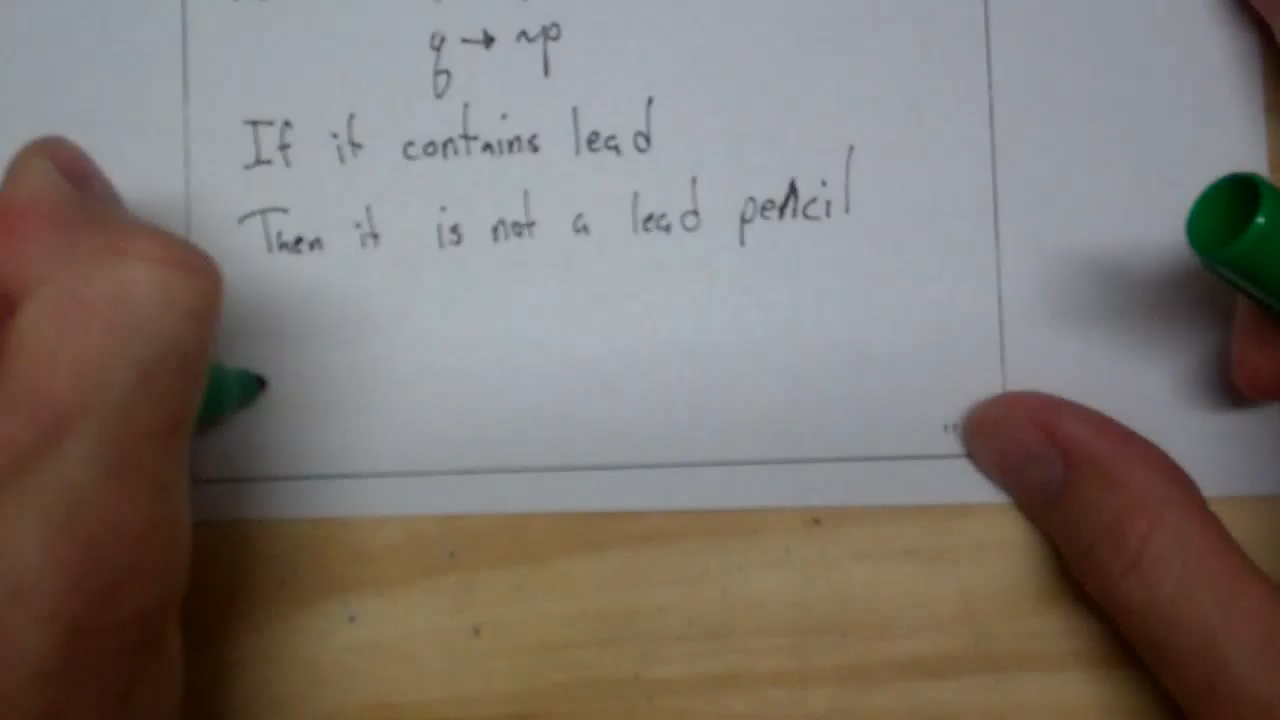 q → ~p
If it contains lead
Then it is not a lead pencil